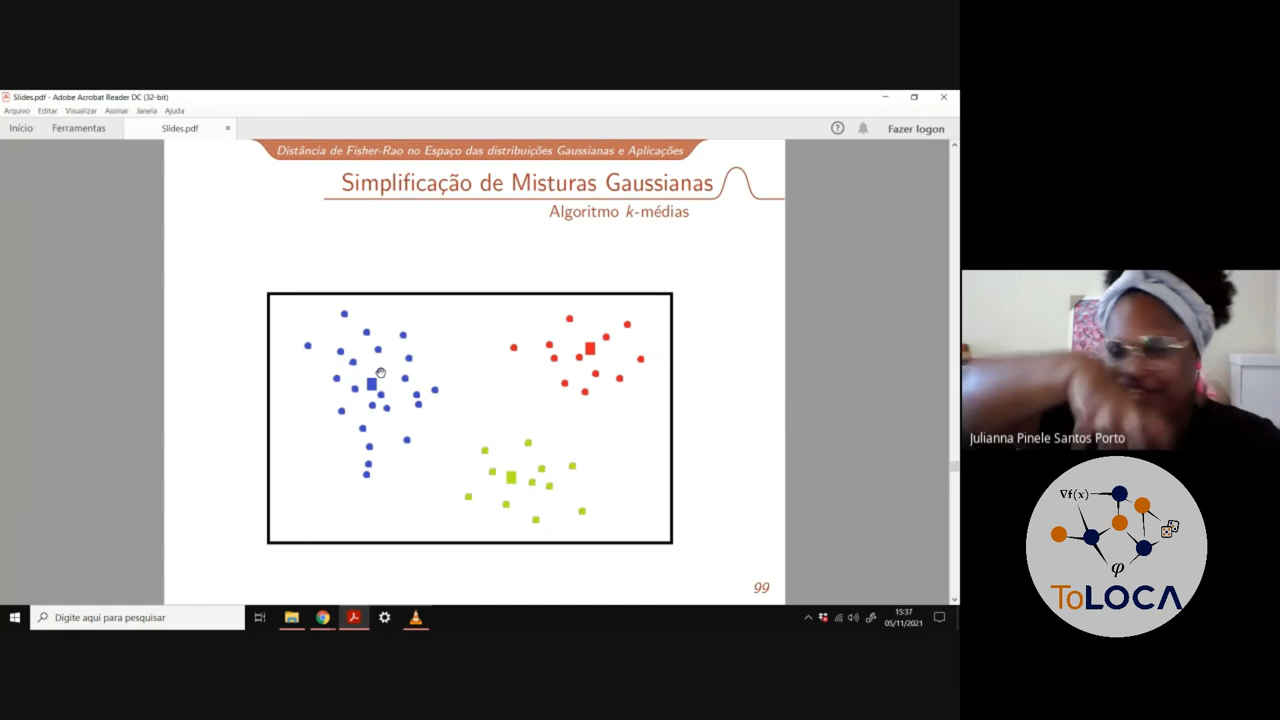 Slides.pdf - Adobe Acrobat Reader DC (32-bit)
Arquivo Editar Visualizar Assinar Janela Ajuda
Início Ferramentas Slides.pdf × Fazer logon
Distância de Fisher-Rao no Espaço das distribuições Gaussianas e Aplicações
Simplificação de Misturas Gaussianas
Algoritmo k-médias
99
Digite aqui para pesquisar
15:37
05/11/2021
Julianna Pinele Santos Porto
∇f(x)
φ
ToLOCA